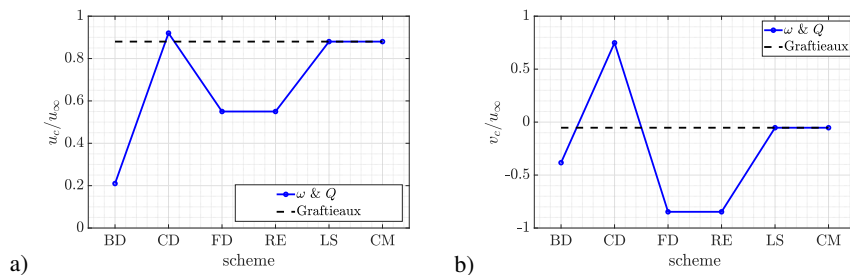 1
0.8
0.6
0.4
0.2
0
u_c/u_∞
ω & Q
Graftieaux
BD CD FD RE LS CM
scheme
a)
1
0.5
0
-0.5
-1
v_c/u_∞
ω & Q
Graftieaux
BD CD FD RE LS CM
scheme
b)